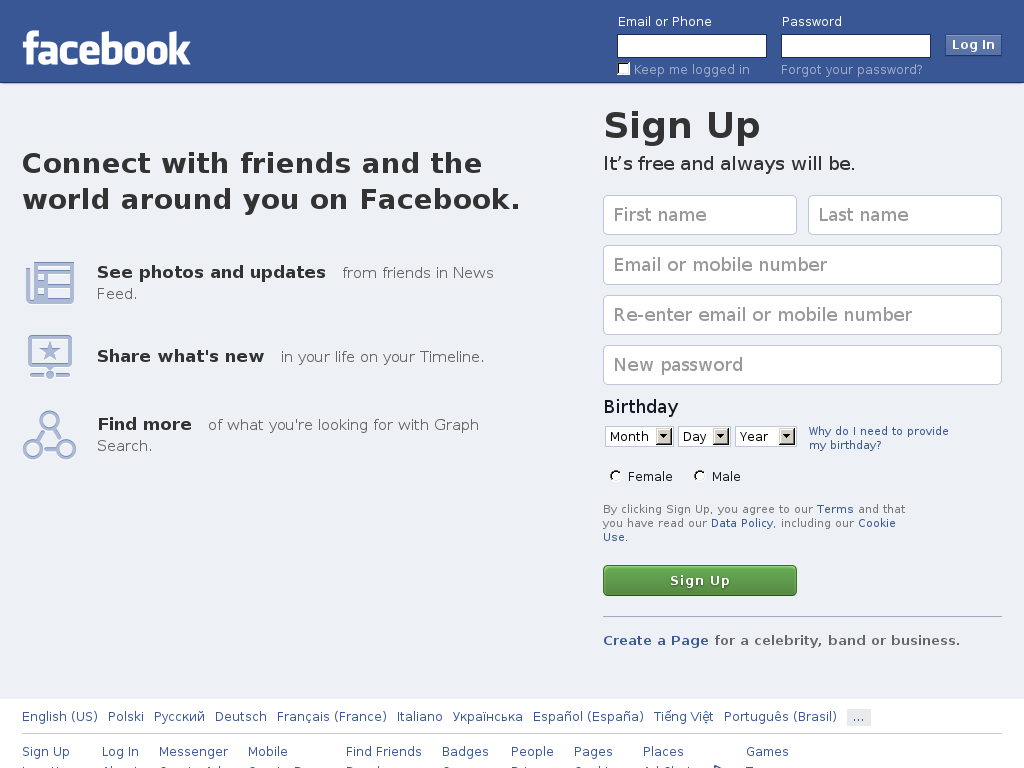 facebook
Email or Phone
Password
Log In
Keep me logged in
Forgot your password?
Connect with friends and the
world around you on Facebook.
See photos and updates from friends in News
Feed.
Share what's new in your life on your Timeline.
Find more of what you're looking for with Graph
Search.
Sign Up
It’s free and always will be.
First name
Last name
Email or mobile number
Re-enter email or mobile number
New password
Birthday
Month
Day
Year
Why do I need to provide
my birthday?
Female
Male
By clicking Sign Up, you agree to our Terms and that
you have read our Data Policy, including our Cookie
Use.
Sign Up
Create a Page for a celebrity, band or business.
English (US) Polski Русский Deutsch Français (France) Italiano Українська Español (España) Tiếng Việt Português (Brasil) ...
Sign Up Log In Messenger Mobile Find Friends Badges People Pages Places Games